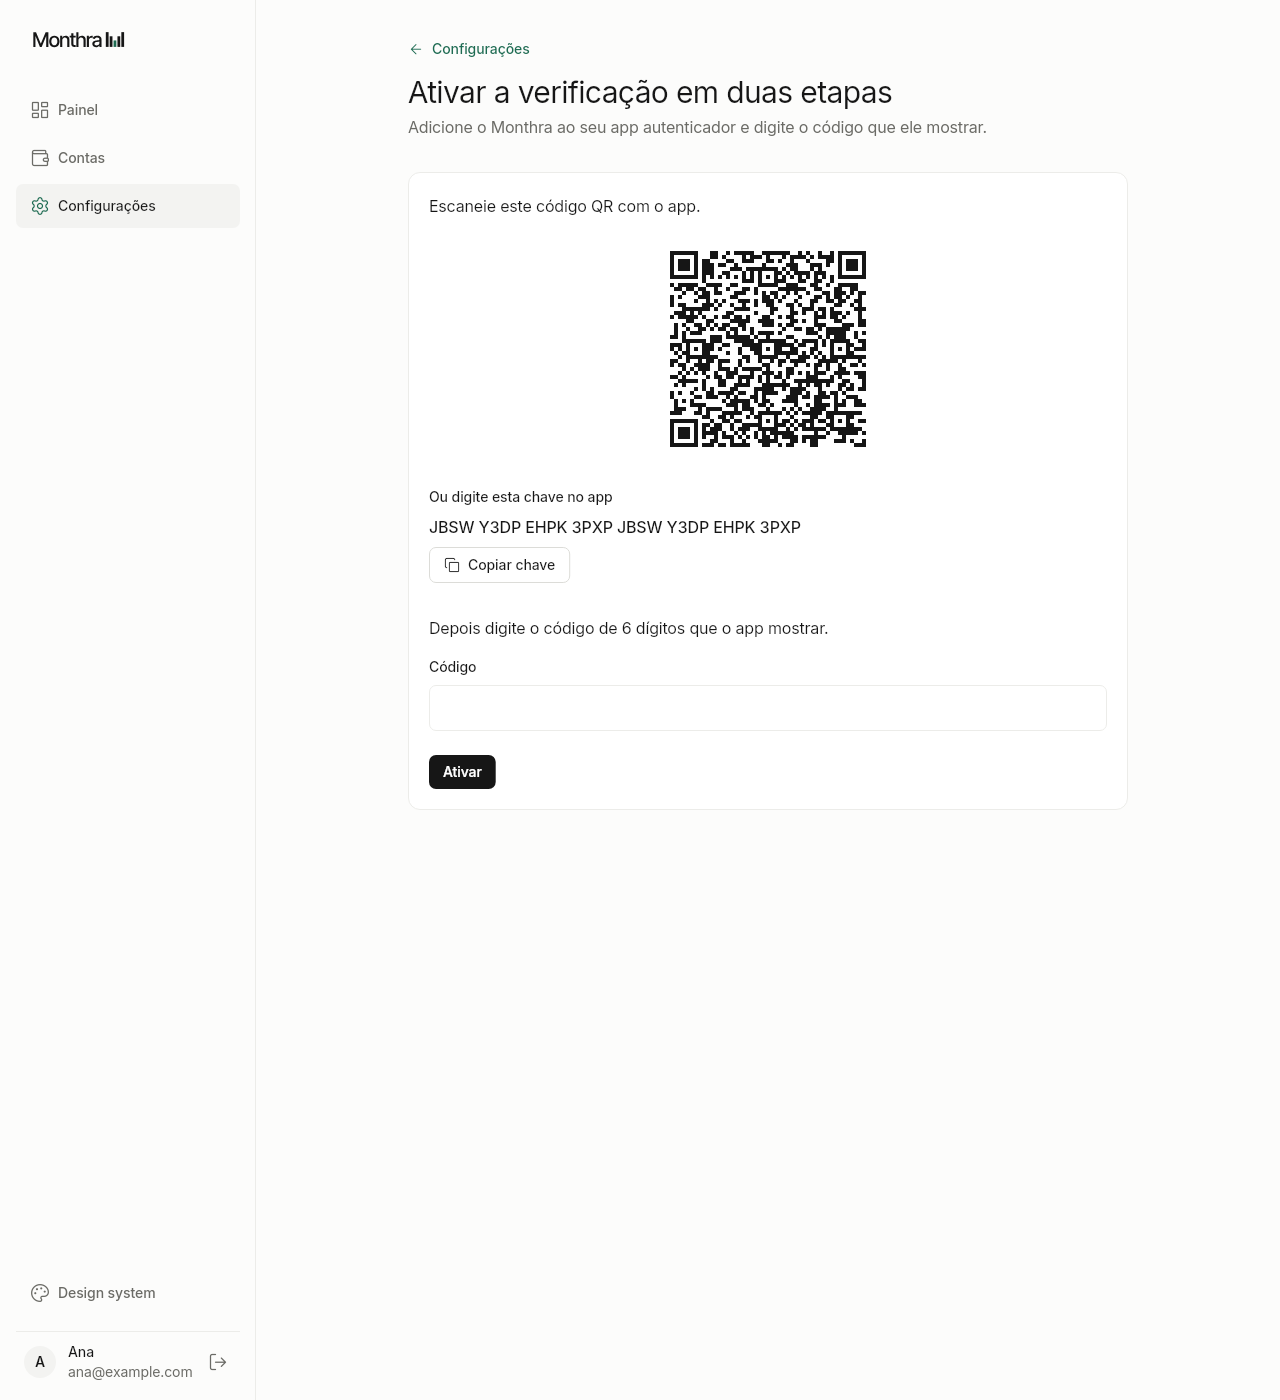 Monthra
Painel
Contas
Configurações
Configurações
Ativar a verificação em duas etapas
Adicione o Monthra ao seu app autenticador e digite o código que ele mostrar.
Escaneie este código QR com o app.
Ou digite esta chave no app
JBSW Y3DP EHPK 3PXP JBSW Y3DP EHPK 3PXP
Copiar chave
Depois digite o código de 6 dígitos que o app mostrar.
Código
Ativar
Design system
A
Ana
ana@example.com